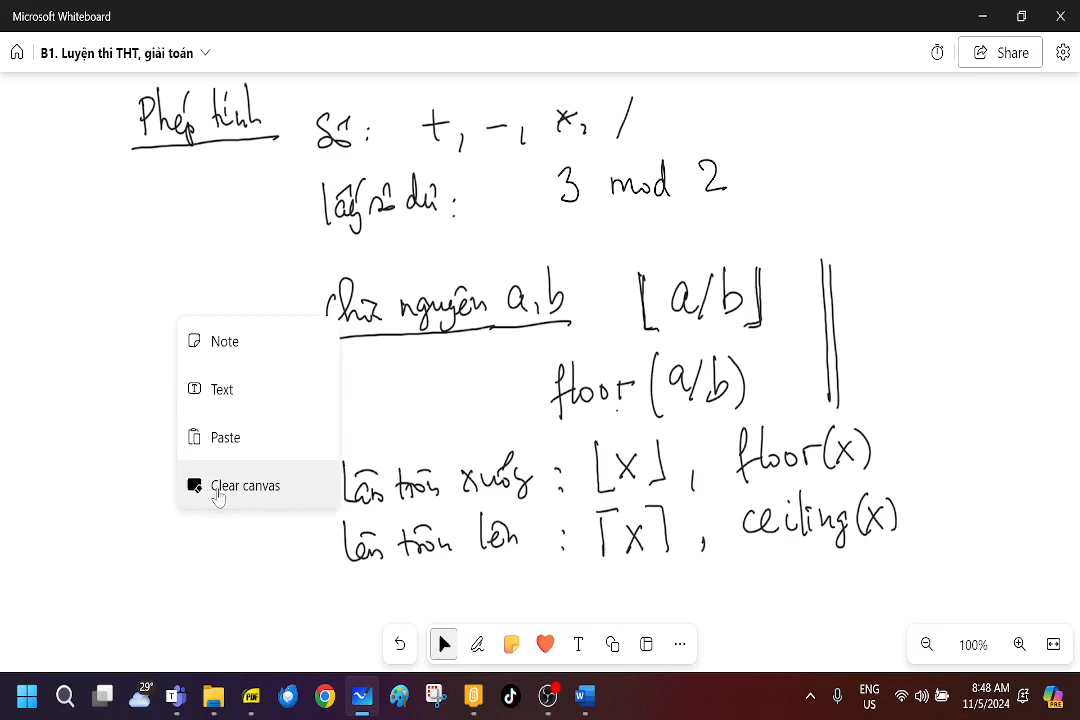 Microsoft Whiteboard
B1. Luyện thi THT, giải toán
Share
Phép tính
Số: +, -, x, /
lấy số dư: 3 mod 2
chia nguyên a, b ⌊a/b⌋
floor(a/b)
Note
Text
Paste
Clear canvas
làm tròn xuống : ⌊x⌋, floor(x)
làm tròn lên : ⌈x⌉, ceiling(x)
100%
29°
PDF
ENG
US
8:48 AM
11/5/2024
PRE